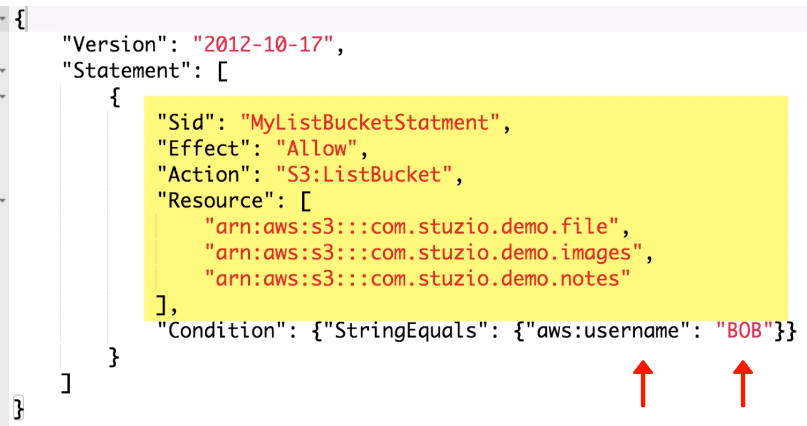 {
"Version": "2012-10-17",
"Statement": [
{
"Sid": "MyListBucketStatment",
"Effect": "Allow",
"Action": "S3:ListBucket",
"Resource": [
"arn:aws:s3:::com.stuzio.demo.file",
"arn:aws:s3:::com.stuzio.demo.images",
"arn:aws:s3:::com.stuzio.demo.notes"
],
"Condition": {"StringEquals": {"aws:username": "BOB"}}
}
]
}